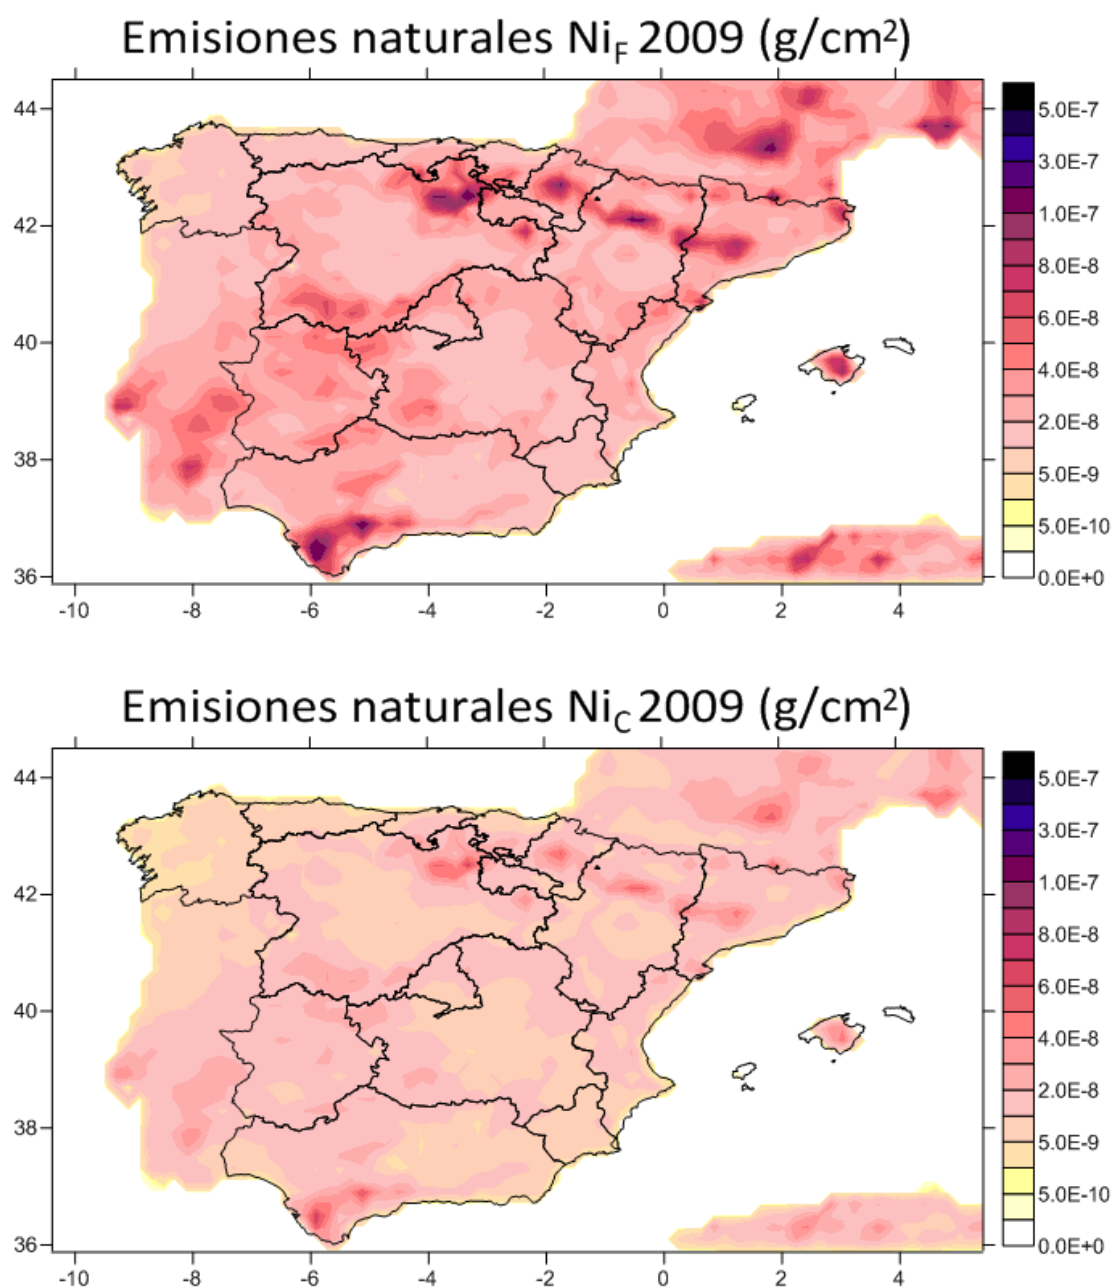 Emisiones naturales NiF 2009 (g/cm²)
44
42
40
38
36
-10 -8 -6 -4 -2 0 2 4
5.0E-7
3.0E-7
1.0E-7
8.0E-8
6.0E-8
4.0E-8
2.0E-8
5.0E-9
5.0E-10
0.0E+0
Emisiones naturales NiC 2009 (g/cm²)
44
42
40
38
36
-10 -8 -6 -4 -2 0 2 4
5.0E-7
3.0E-7
1.0E-7
8.0E-8
6.0E-8
4.0E-8
2.0E-8
5.0E-9
5.0E-10
0.0E+0